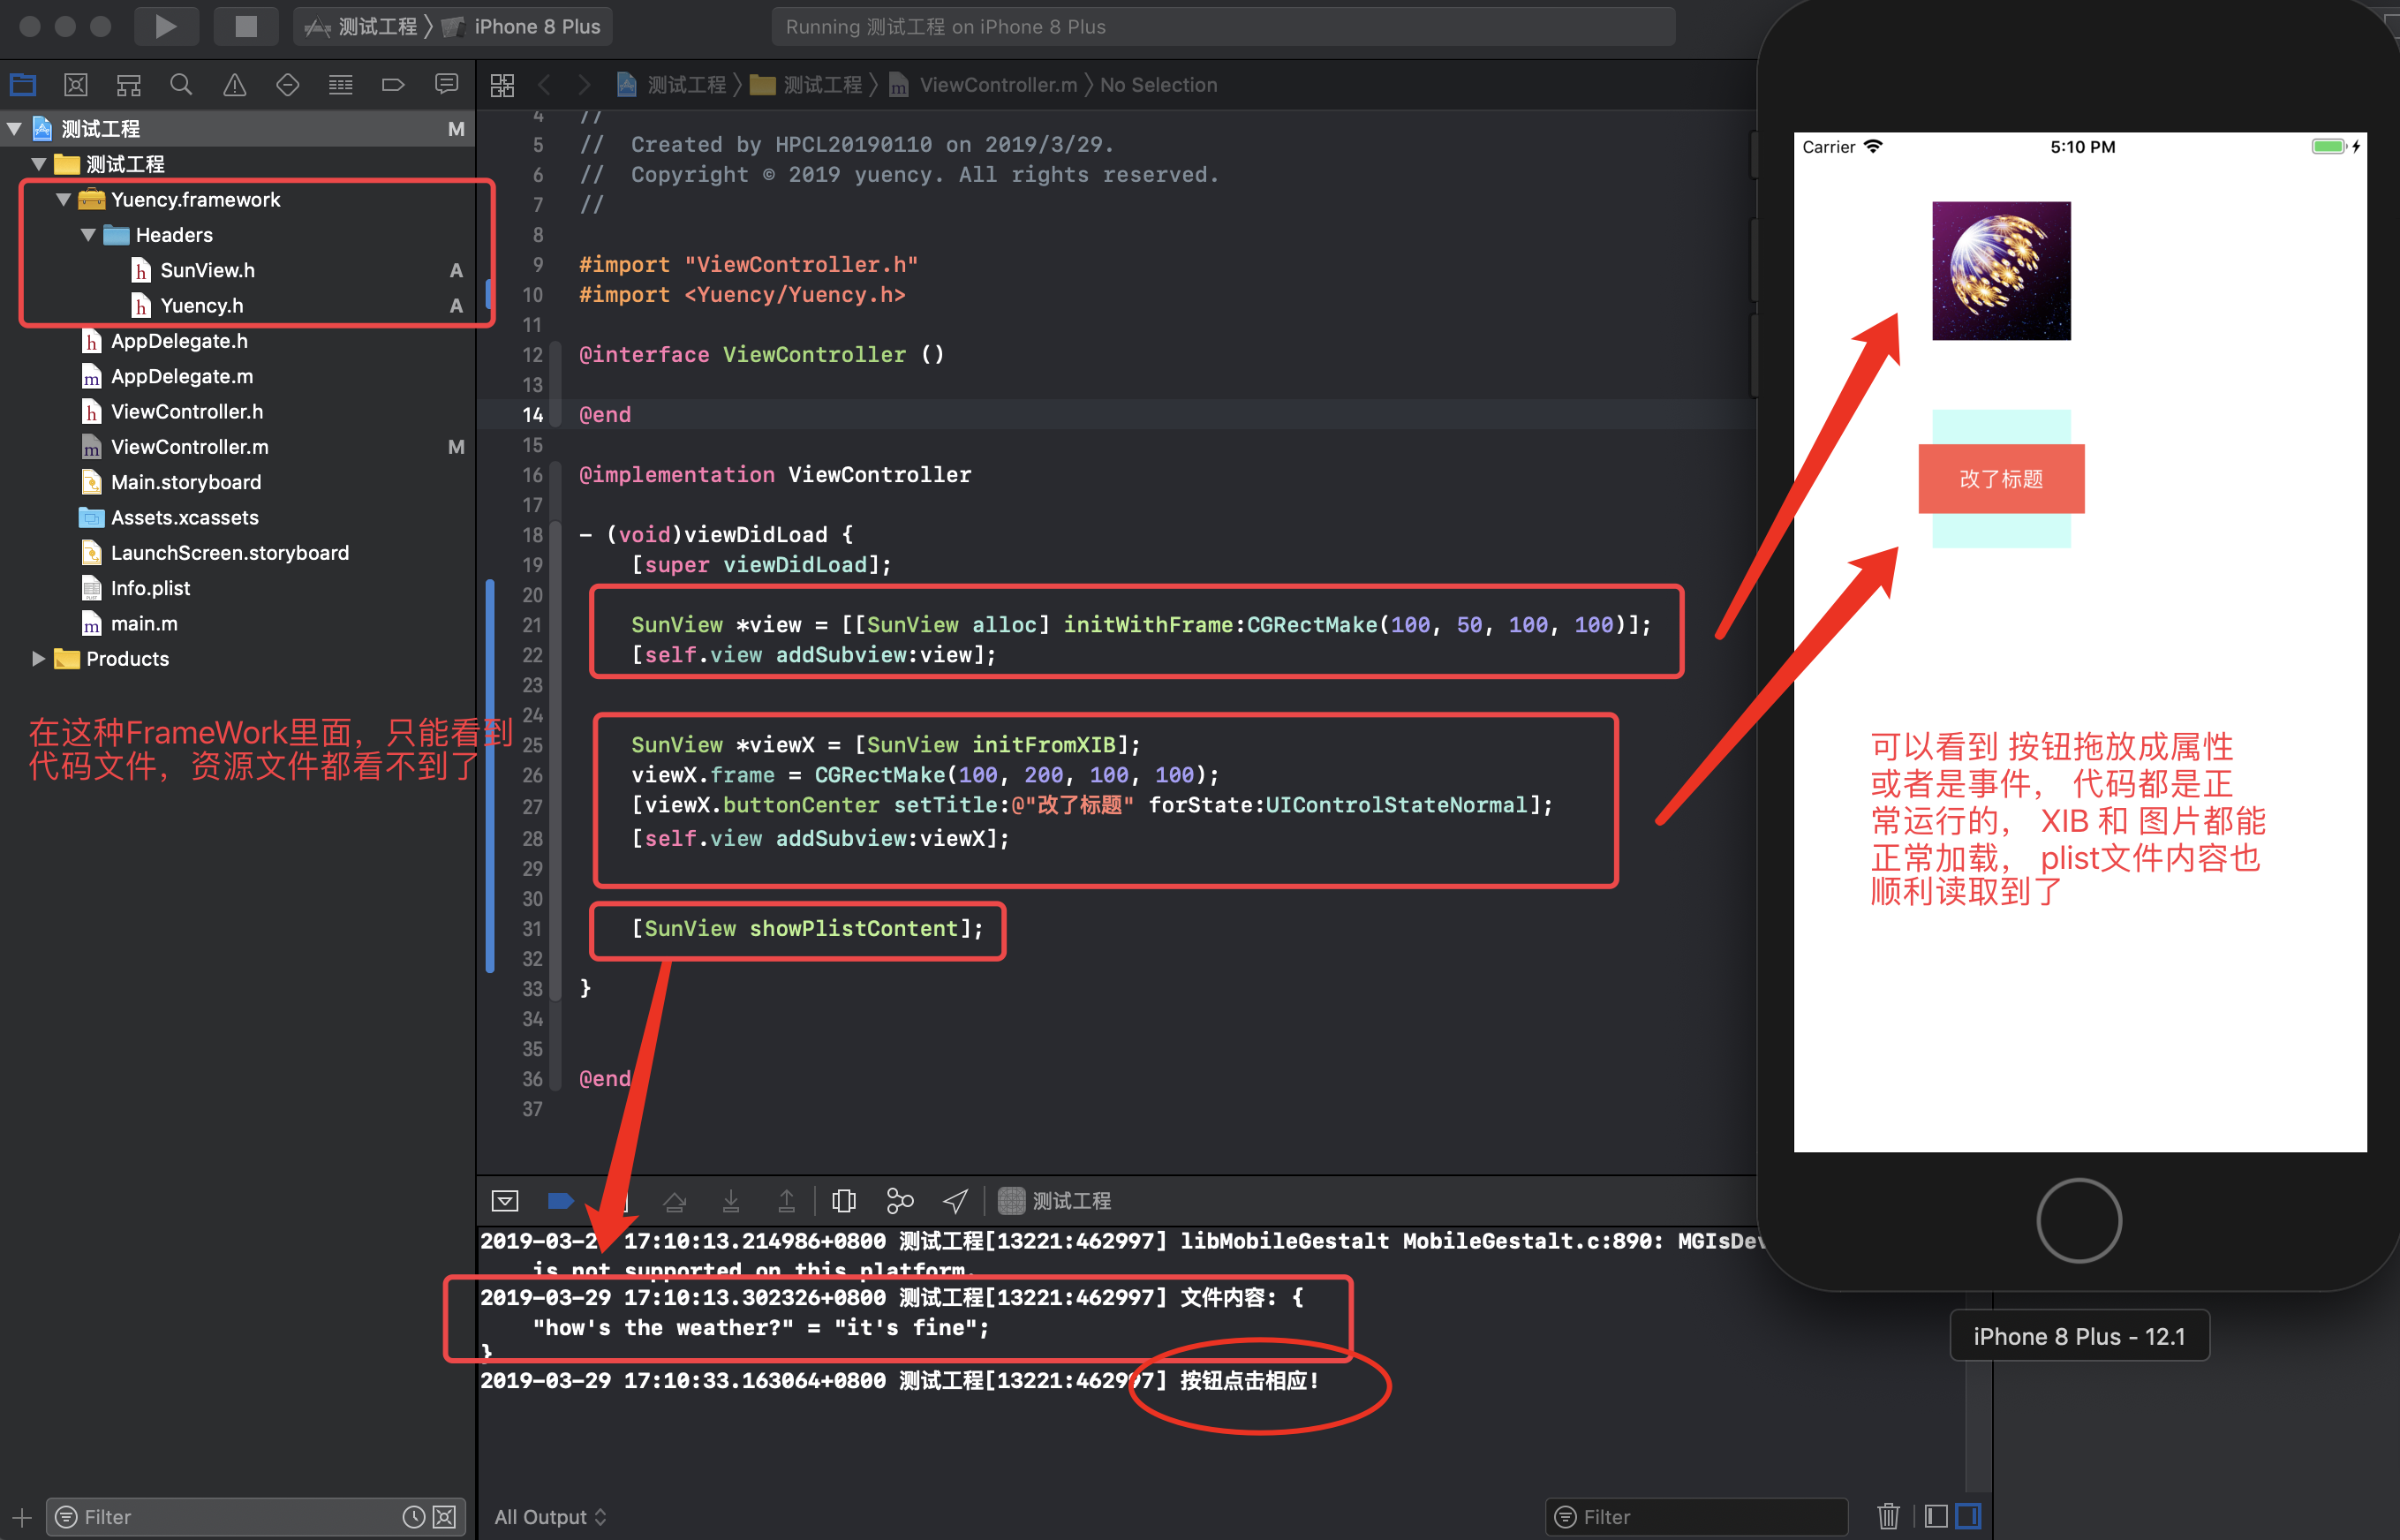 测试工程 〉 iPhone 8 Plus
Running 测试工程 on iPhone 8 Plus
测试工程 M
测试工程
Yuency.framework
Headers
SunView.h A
Yuency.h A
AppDelegate.h
AppDelegate.m
ViewController.h
ViewController.m M
Main.storyboard
Assets.xcassets
LaunchScreen.storyboard
Info.plist
main.m
Products
在这种FrameWork里面，只能看到
代码文件，资源文件都看不到了
Filter
测试工程 〉 测试工程 〉 ViewController.m 〉 No Selection
4 //
5 //  Created by HPCL20190110 on 2019/3/29.
6 //  Copyright © 2019 yuency. All rights reserved.
7 //
8
9 #import "ViewController.h"
10 #import <Yuency/Yuency.h>
11
12 @interface ViewController ()
13
14 @end
15
16 @implementation ViewController
17
18 - (void)viewDidLoad {
19     [super viewDidLoad];
20
21     SunView *view = [[SunView alloc] initWithFrame:CGRectMake(100, 50, 100, 100)];
22     [self.view addSubview:view];
23
24
25     SunView *viewX = [SunView initFromXIB];
26     viewX.frame = CGRectMake(100, 200, 100, 100);
27     [viewX.buttonCenter setTitle:@"改了标题" forState:UIControlStateNormal];
28     [self.view addSubview:viewX];
29
30
31     [SunView showPlistContent];
32
33 }
34
35
36 @end
37
测试工程
2019-03-2 17:10:13.214986+0800 测试工程[13221:462997] libMobileGestalt MobileGestalt.c:890: MGIsDev
is not supported on this platform.
2019-03-29 17:10:13.302326+0800 测试工程[13221:462997] 文件内容: {
"how's the weather?" = "it's fine";
}
2019-03-29 17:10:33.163064+0800 测试工程[13221:462997] 按钮点击相应!
All Output
Filter
Carrier 5:10 PM
改了标题
可以看到 按钮拖放成属性
或者是事件， 代码都是正
常运行的， XIB 和 图片都能
正常加载， plist文件内容也
顺利读取到了
iPhone 8 Plus - 12.1